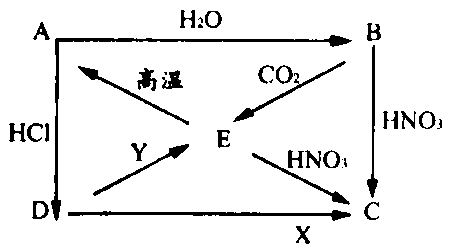 A H₂O B
高温 CO₂
HCl HNO₃
Y E HNO₃
D C
X